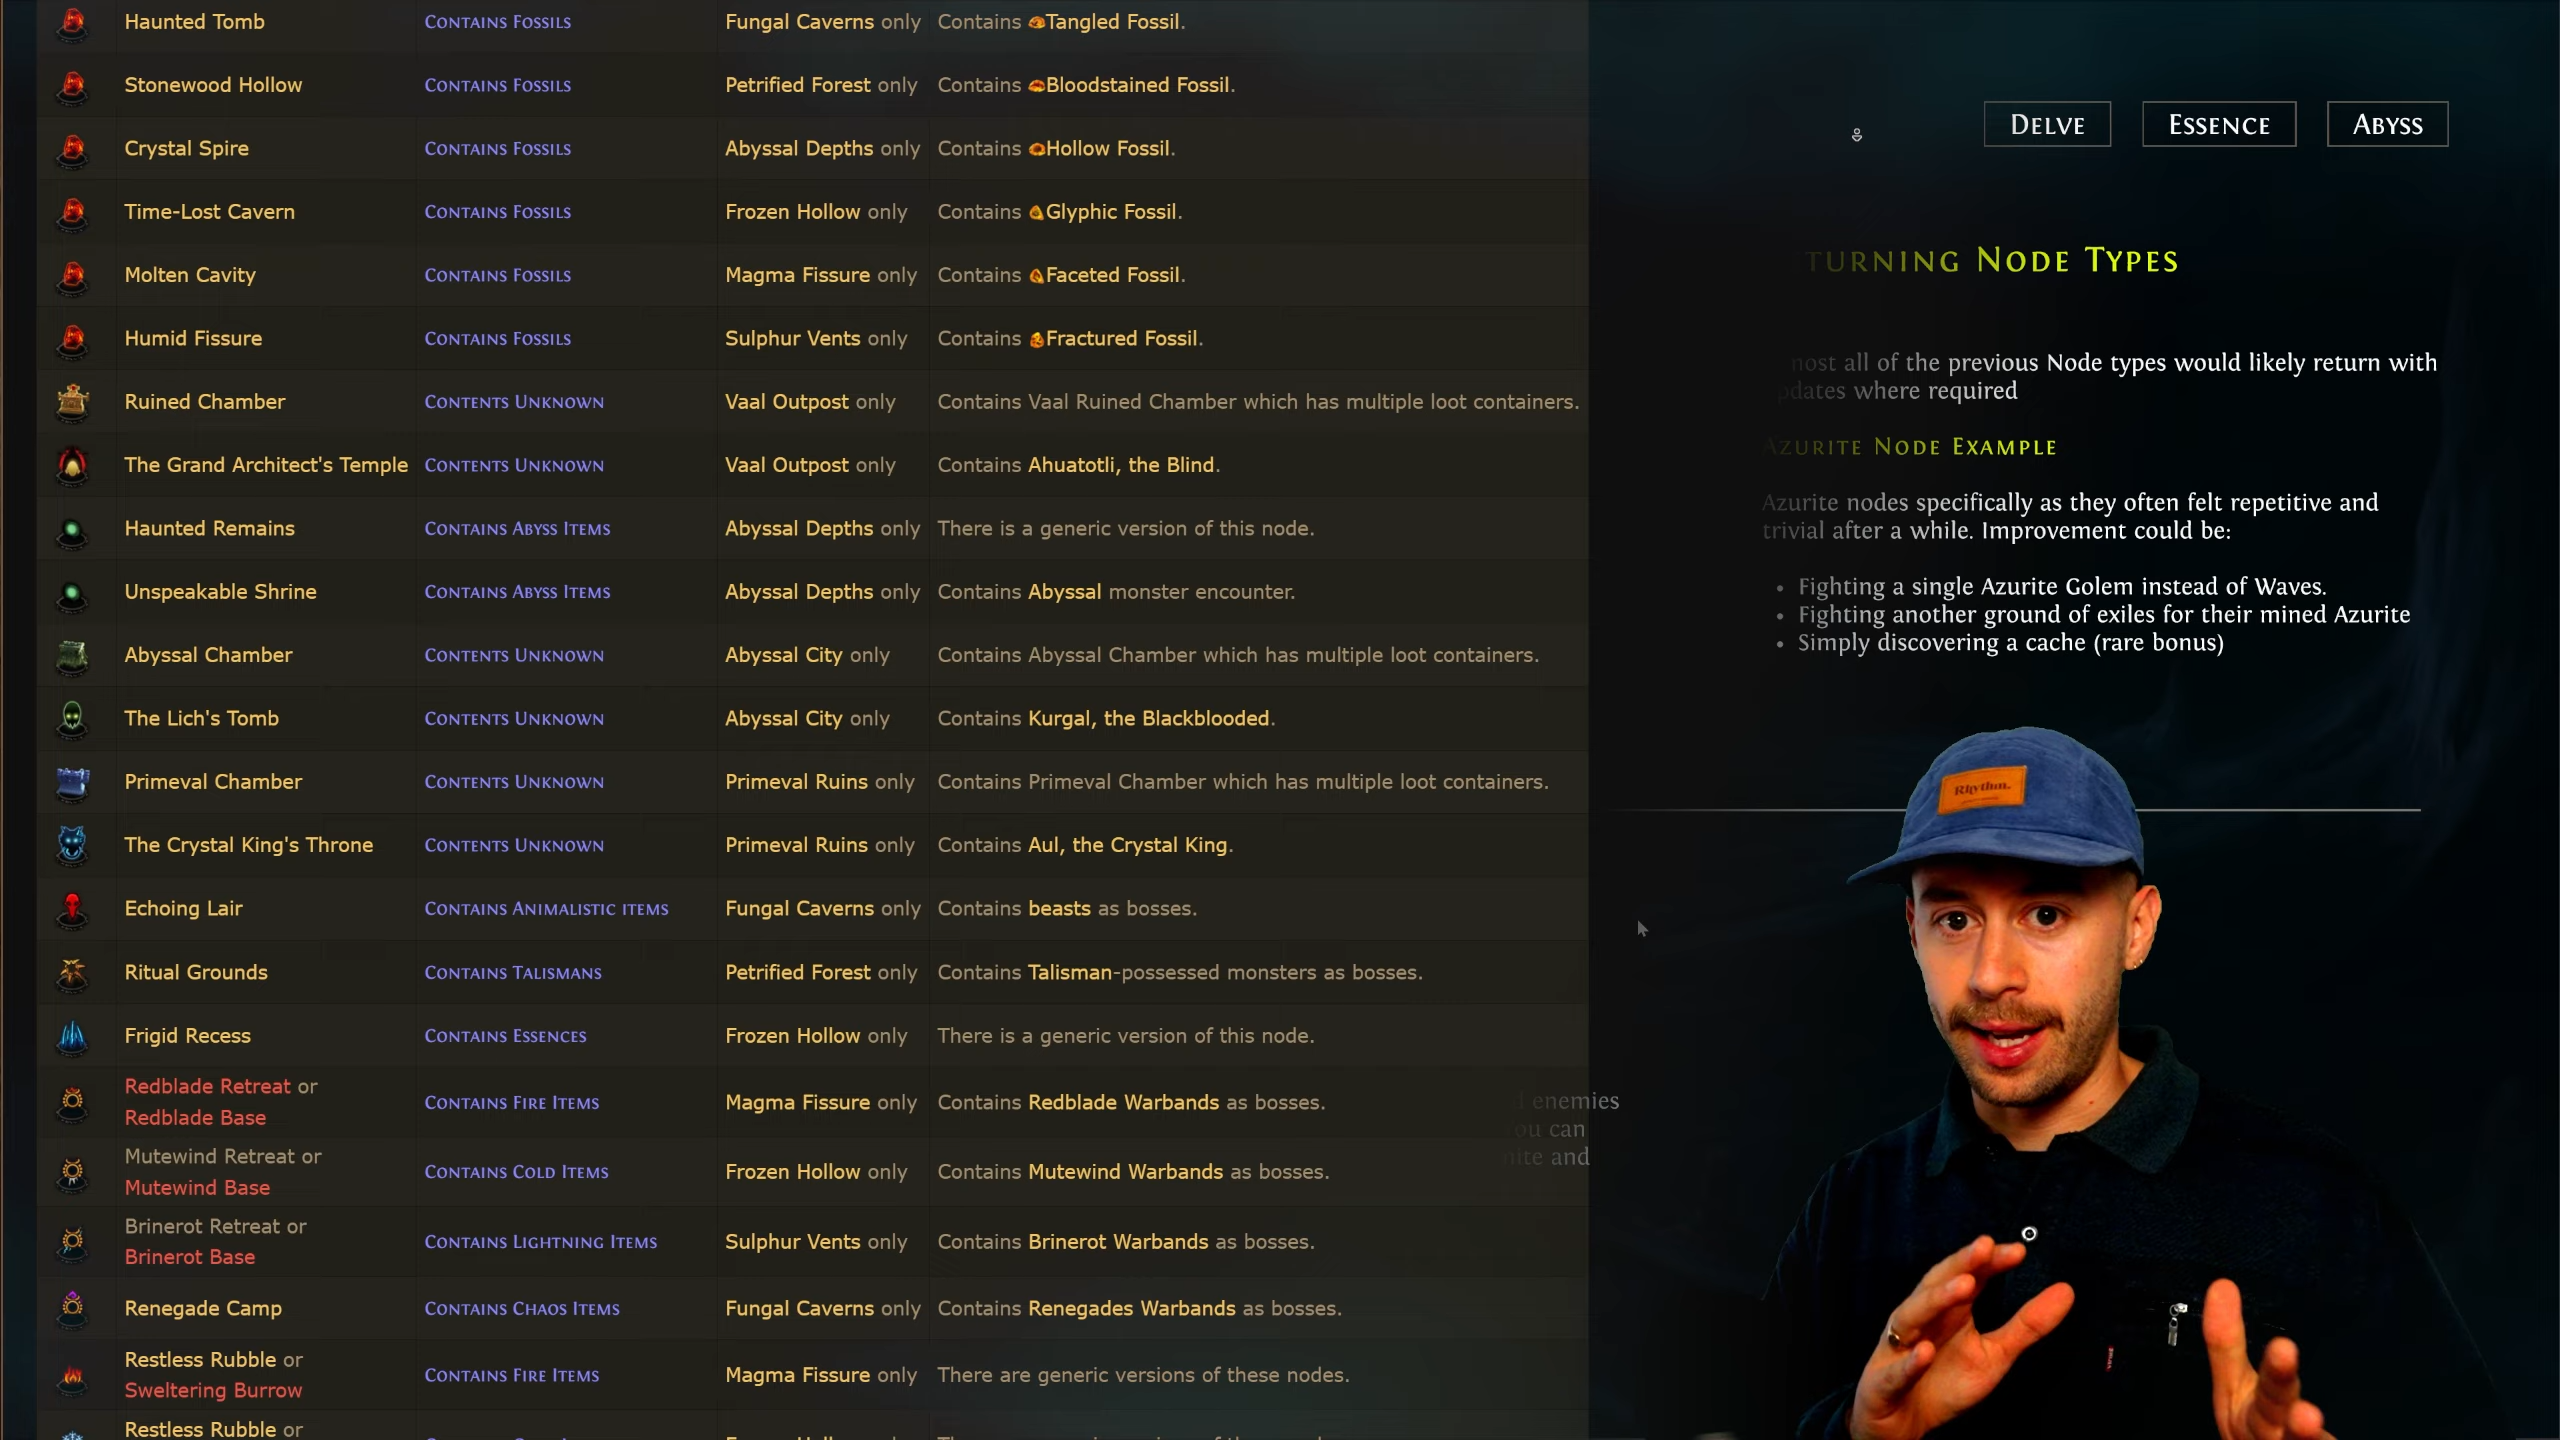 Haunted Tomb CONTAINS FOSSILS Fungal Caverns only Contains Tangled Fossil.
Stonewood Hollow CONTAINS FOSSILS Petrified Forest only Contains Bloodstained Fossil.
Crystal Spire CONTAINS FOSSILS Abyssal Depths only Contains Hollow Fossil.
Time-Lost Cavern CONTAINS FOSSILS Frozen Hollow only Contains Glyphic Fossil.
Molten Cavity CONTAINS FOSSILS Magma Fissure only Contains Faceted Fossil.
Humid Fissure CONTAINS FOSSILS Sulphur Vents only Contains Fractured Fossil.
Ruined Chamber CONTENTS UNKNOWN Vaal Outpost only Contains Vaal Ruined Chamber which has multiple loot containers.
The Grand Architect's Temple CONTENTS UNKNOWN Vaal Outpost only Contains Ahuatotli, the Blind.
Haunted Remains CONTAINS ABYSS ITEMS Abyssal Depths only There is a generic version of this node.
Unspeakable Shrine CONTAINS ABYSS ITEMS Abyssal Depths only Contains Abyssal monster encounter.
Abyssal Chamber CONTENTS UNKNOWN Abyssal City only Contains Abyssal Chamber which has multiple loot containers.
The Lich's Tomb CONTENTS UNKNOWN Abyssal City only Contains Kurgal, the Blackblooded.
Primeval Chamber CONTENTS UNKNOWN Primeval Ruins only Contains Primeval Chamber which has multiple loot containers.
The Crystal King's Throne CONTENTS UNKNOWN Primeval Ruins only Contains Aul, the Crystal King.
Echoing Lair CONTAINS ANIMALISTIC ITEMS Fungal Caverns only Contains beasts as bosses.
Ritual Grounds CONTAINS TALISMANS Petrified Forest only Contains Talisman-possessed monsters as bosses.
Frigid Recess CONTAINS ESSENCES Frozen Hollow only There is a generic version of this node.
Redblade Retreat or
Redblade Base CONTAINS FIRE ITEMS Magma Fissure only Contains Redblade Warbands as bosses.
Mutewind Retreat or
Mutewind Base CONTAINS COLD ITEMS Frozen Hollow only Contains Mutewind Warbands as bosses.
Brinerot Retreat or
Brinerot Base CONTAINS LIGHTNING ITEMS Sulphur Vents only Contains Brinerot Warbands as bosses.
Renegade Camp CONTAINS CHAOS ITEMS Fungal Caverns only Contains Renegades Warbands as bosses.
Restless Rubble or
Sweltering Burrow CONTAINS FIRE ITEMS Magma Fissure only There are generic versions of these nodes.
Restless Rubble or
DELVE ESSENCE ABYSS
TURNING NODE TYPES
most all of the previous Node types would likely return with
pdates where required
AZURITE NODE EXAMPLE
Azurite nodes specifically as they often felt repetitive and
trivial after a while. Improvement could be:
• Fighting a single Azurite Golem instead of Waves.
• Fighting another ground of exiles for their mined Azurite
• Simply discovering a cache (rare bonus)
Rhythm.
enemies
you can
and